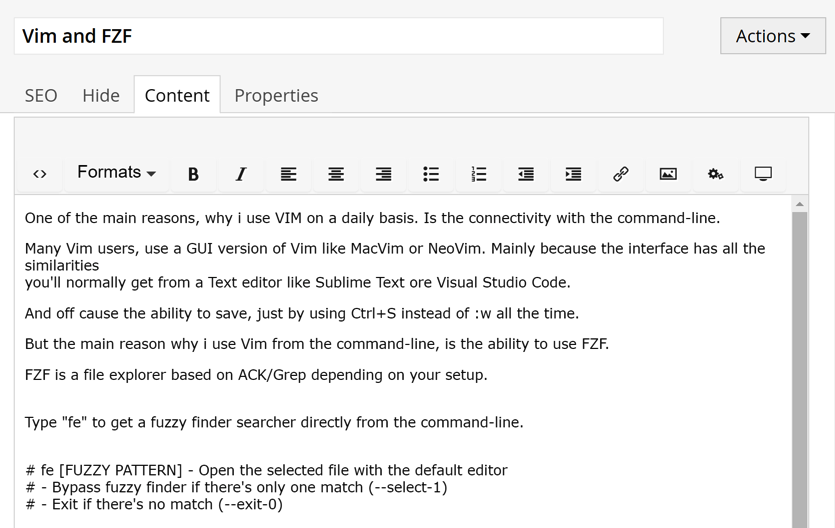 Vim and FZF
Actions
SEO Hide Content Properties
Formats B I
One of the main reasons, why i use VIM on a daily basis. Is the connectivity with the command-line.
Many Vim users, use a GUI version of Vim like MacVim or NeoVim. Mainly because the interface has all the
similarities
you'll normally get from a Text editor like Sublime Text ore Visual Studio Code.
And off cause the ability to save, just by using Ctrl+S instead of :w all the time.
But the main reason why i use Vim from the command-line, is the ability to use FZF.
FZF is a file explorer based on ACK/Grep depending on your setup.
Type "fe" to get a fuzzy finder searcher directly from the command-line.
# fe [FUZZY PATTERN] - Open the selected file with the default editor
# - Bypass fuzzy finder if there's only one match (--select-1)
# - Exit if there's no match (--exit-0)